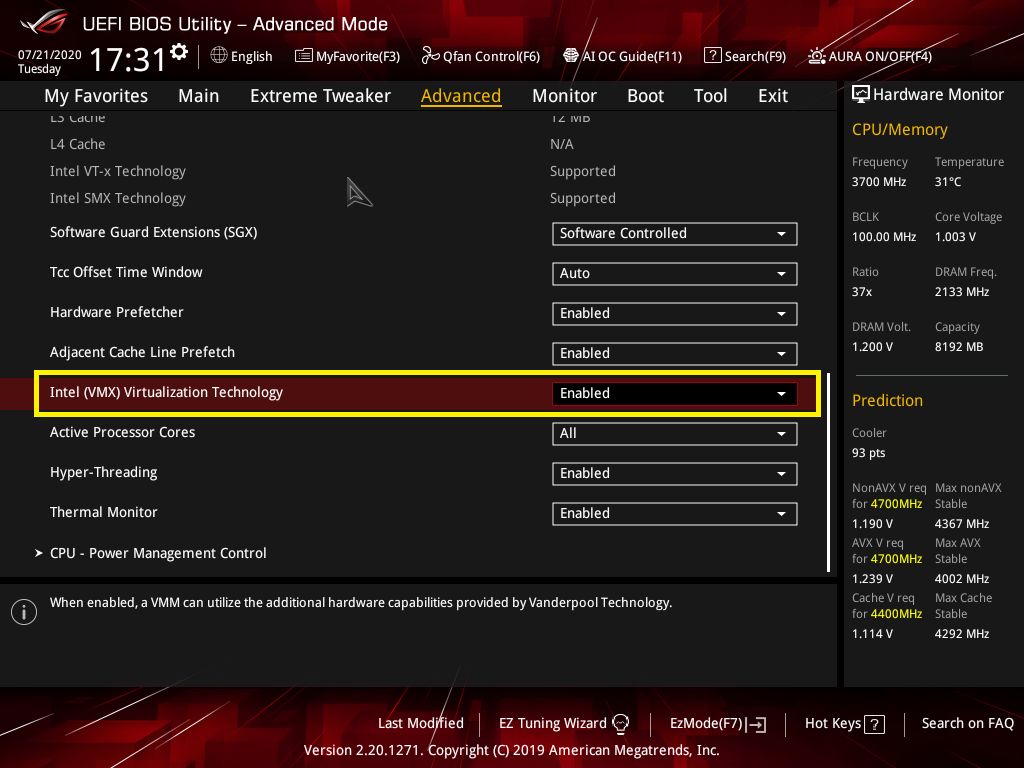 UEFI BIOS Utility – Advanced Mode
07/21/2020
Tuesday
17:31
English
MyFavorite(F3)
Qfan Control(F6)
AI OC Guide(F11)
Search(F9)
AURA ON/OFF(F4)
My Favorites Main Extreme Tweaker Advanced Monitor Boot Tool Exit
L3 Cache 12 MB
L4 Cache N/A
Intel VT-x Technology Supported
Intel SMX Technology Supported
Software Guard Extensions (SGX) Software Controlled
Tcc Offset Time Window Auto
Hardware Prefetcher Enabled
Adjacent Cache Line Prefetch Enabled
Intel (VMX) Virtualization Technology Enabled
Active Processor Cores All
Hyper-Threading Enabled
Thermal Monitor Enabled
CPU - Power Management Control
When enabled, a VMM can utilize the additional hardware capabilities provided by Vanderpool Technology.
Hardware Monitor
CPU/Memory
Frequency Temperature
3700 MHz 31°C
BCLK Core Voltage
100.00 MHz 1.003 V
Ratio DRAM Freq.
37x 2133 MHz
DRAM Volt. Capacity
1.200 V 8192 MB
Prediction
Cooler
93 pts
NonAVX V req Max nonAVX
for 4700MHz Stable
1.190 V 4367 MHz
AVX V req Max AVX
for 4700MHz Stable
1.239 V 4002 MHz
Cache V req Max Cache
for 4400MHz Stable
1.114 V 4292 MHz
Last Modified EZ Tuning Wizard EzMode(F7) Hot Keys ? Search on FAQ
Version 2.20.1271. Copyright (C) 2019 American Megatrends, Inc.